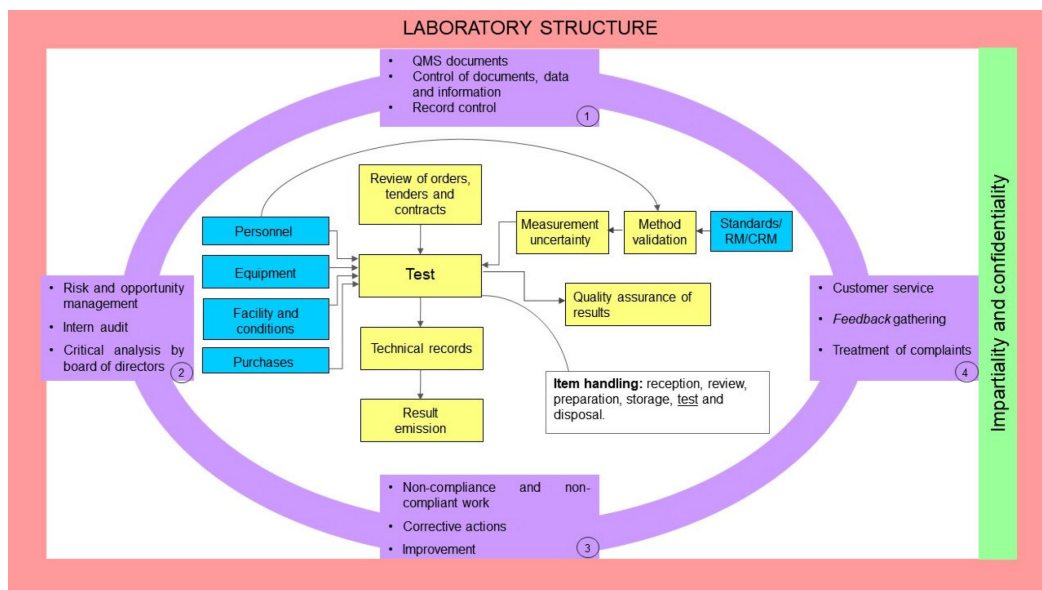 LABORATORY STRUCTURE
• QMS documents
• Control of documents, data
and information
• Record control
1
Review of orders,
tenders and
contracts
Personnel
Measurement
uncertainty
Method
validation
Standards/
RM/CRM
Equipment
Test
Facility and
conditions
Quality assurance of
results
Purchases
Technical records
Item handling: reception, review,
preparation, storage, test and
disposal.
Result
emission
• Risk and opportunity
management
• Intern audit
• Critical analysis by
board of directors
2
• Customer service
• Feedback gathering
• Treatment of complaints
4
• Non-compliance and non-
compliant work
• Corrective actions
• Improvement
3
Impartiality and confidentiality